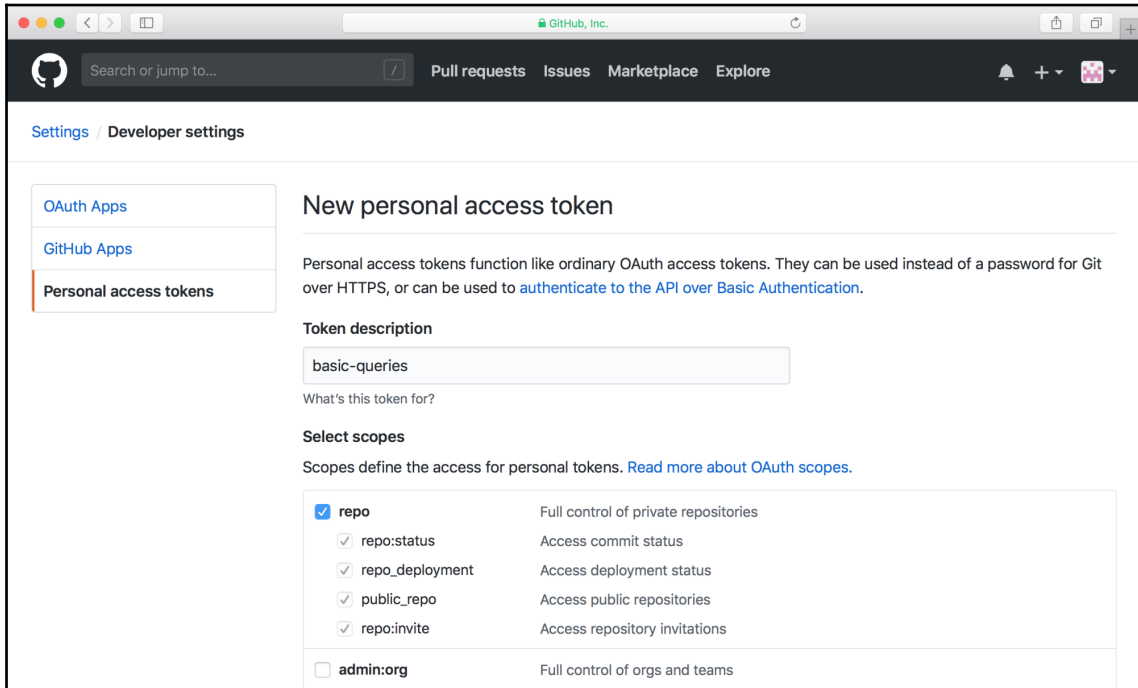 GitHub, Inc.
Search or jump to... /
Pull requests Issues Marketplace Explore
Settings / Developer settings
OAuth Apps
GitHub Apps
Personal access tokens
New personal access token
Personal access tokens function like ordinary OAuth access tokens. They can be used instead of a password for Git
over HTTPS, or can be used to authenticate to the API over Basic Authentication.
Token description
basic-queries
What's this token for?
Select scopes
Scopes define the access for personal tokens. Read more about OAuth scopes.
repo Full control of private repositories
repo:status Access commit status
repo_deployment Access deployment status
public_repo Access public repositories
repo:invite Access repository invitations
admin:org Full control of orgs and teams